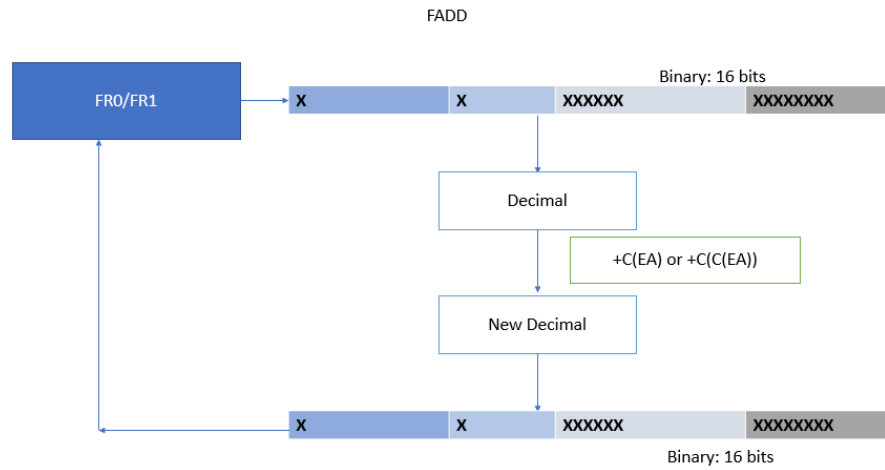 FADD
Binary: 16 bits
FR0/FR1
X X XXXXXX XXXXXXXX
Decimal
+C(EA) or +C(C(EA))
New Decimal
X X XXXXXX XXXXXXXX
Binary: 16 bits